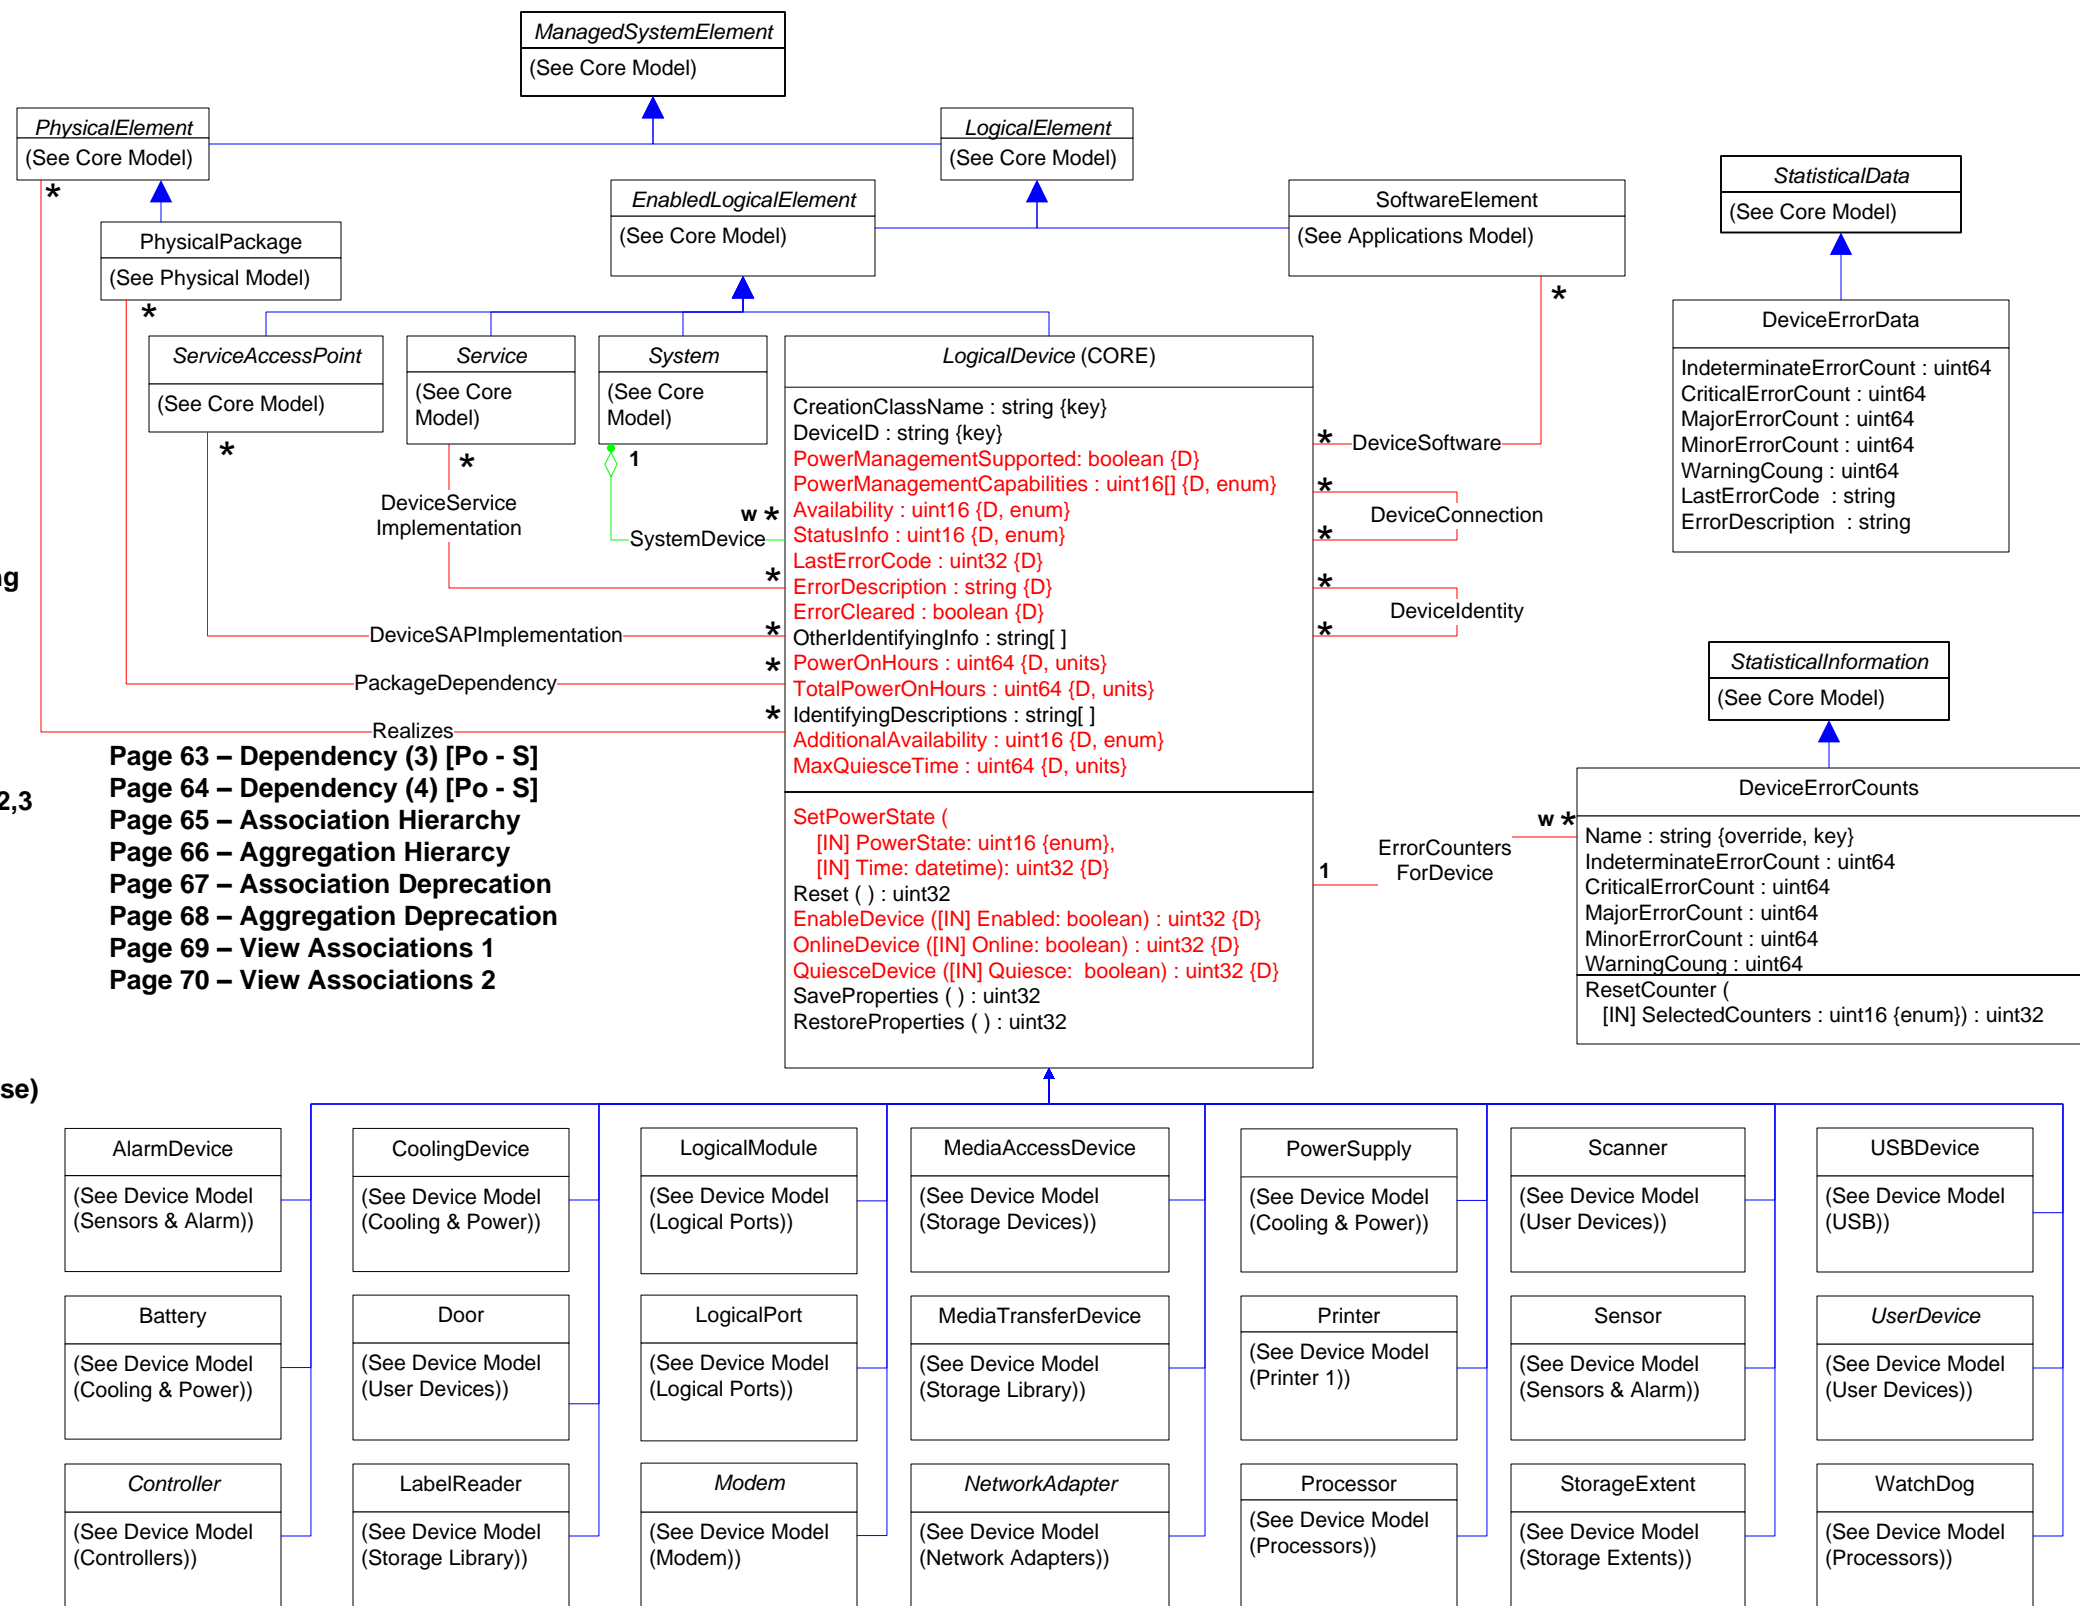 ManagedSystemElement
(See Core Model)
PhysicalElement
(See Core Model)
LogicalElement
(See Core Model)
PhysicalPackage
(See Physical Model)
EnabledLogicalElement
(See Core Model)
SoftwareElement
(See Applications Model)
StatisticalData
(See Core Model)
DeviceErrorData
IndeterminateErrorCount : uint64
CriticalErrorCount : uint64
MajorErrorCount : uint64
MinorErrorCount : uint64
WarningCoung : uint64
LastErrorCode : string
ErrorDescription : string
ServiceAccessPoint
(See Core Model)
Service
(See Core
Model)
System
(See Core
Model)
LogicalDevice (CORE)
CreationClassName : string {key}
DeviceID : string {key}
PowerManagementSupported: boolean {D}
PowerManagementCapabilities : uint16[] {D, enum}
Availability : uint16 {D, enum}
StatusInfo : uint16 {D, enum}
LastErrorCode : uint32 {D}
ErrorDescription : string {D}
ErrorCleared : boolean {D}
OtherIdentifyingInfo : string[ ]
PowerOnHours : uint64 {D, units}
TotalPowerOnHours : uint64 {D, units}
IdentifyingDescriptions : string[ ]
AdditionalAvailability : uint16 {D, enum}
MaxQuiesceTime : uint64 {D, units}
SetPowerState (
[IN] PowerState: uint16 {enum},
[IN] Time: datetime): uint32 {D}
Reset ( ) : uint32
EnableDevice ([IN] Enabled: boolean) : uint32 {D}
OnlineDevice ([IN] Online: boolean) : uint32 {D}
QuiesceDevice ([IN] Quiesce: boolean) : uint32 {D}
SaveProperties ( ) : uint32
RestoreProperties ( ) : uint32
*
*
*
*
*
1
w *
*
*
*
*
*
*
*
*
*
*
DeviceService
Implementation
SystemDevice
DeviceSAPImplementation
PackageDependency
Realizes
DeviceSoftware
DeviceConnection
DeviceIdentity
ng
2,3
se)
Page 63 – Dependency (3) [Po - S]
Page 64 – Dependency (4) [Po - S]
Page 65 – Association Hierarchy
Page 66 – Aggregation Hierarcy
Page 67 – Association Deprecation
Page 68 – Aggregation Deprecation
Page 69 – View Associations 1
Page 70 – View Associations 2
StatisticalInformation
(See Core Model)
1
ErrorCounters
ForDevice
w *
DeviceErrorCounts
Name : string {override, key}
IndeterminateErrorCount : uint64
CriticalErrorCount : uint64
MajorErrorCount : uint64
MinorErrorCount : uint64
WarningCoung : uint64
ResetCounter (
[IN] SelectedCounters : uint16 {enum}) : uint32
AlarmDevice
(See Device Model
(Sensors & Alarm))
CoolingDevice
(See Device Model
(Cooling & Power))
LogicalModule
(See Device Model
(Logical Ports))
MediaAccessDevice
(See Device Model
(Storage Devices))
PowerSupply
(See Device Model
(Cooling & Power))
Scanner
(See Device Model
(User Devices))
USBDevice
(See Device Model
(USB))
Battery
(See Device Model
(Cooling & Power))
Door
(See Device Model
(User Devices))
LogicalPort
(See Device Model
(Logical Ports))
MediaTransferDevice
(See Device Model
(Storage Library))
Printer
(See Device Model
(Printer 1))
Sensor
(See Device Model
(Sensors & Alarm))
UserDevice
(See Device Model
(User Devices))
Controller
(See Device Model
(Controllers))
LabelReader
(See Device Model
(Storage Library))
Modem
(See Device Model
(Modem))
NetworkAdapter
(See Device Model
(Network Adapters))
Processor
(See Device Model
(Processors))
StorageExtent
(See Device Model
(Storage Extents))
WatchDog
(See Device Model
(Processors))